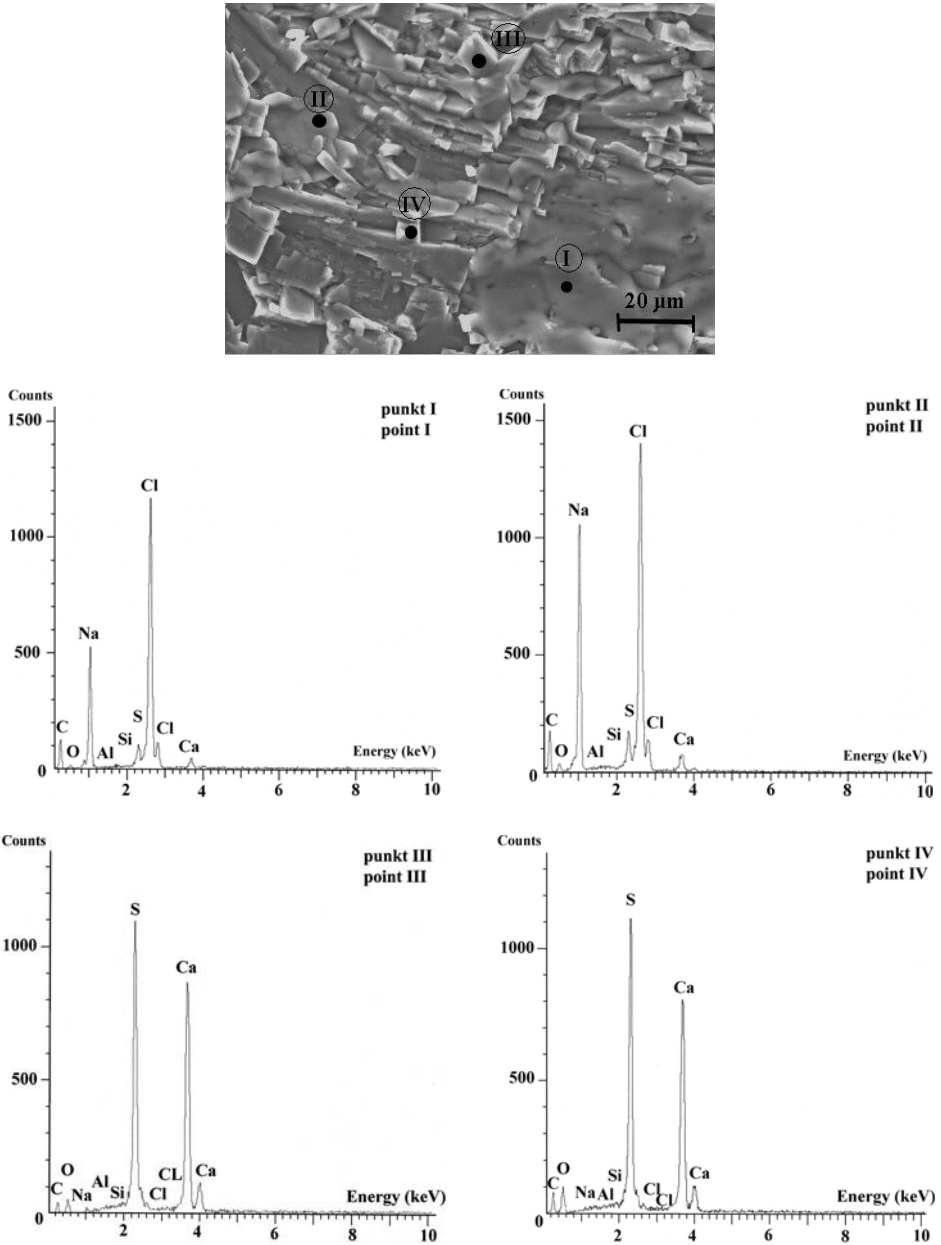 III
II
IV
I
20 µm
Counts
punkt I
point I
1500
Cl
1000
Na
500
C
O
Al
Si
S
Cl
Ca
Energy (keV)
0
2
4
6
8
10
Counts
punkt II
point II
1500
Cl
Na
1000
500
C
O
Al
Si
S
Cl
Ca
Energy (keV)
0
2
4
6
8
10
Counts
punkt III
point III
S
1000
Ca
500
C
O
Na
Al
Si
Cl
CL
Ca
Energy (keV)
0
2
4
6
8
10
Counts
punkt IV
point IV
S
1000
Ca
500
C
O
Na
Al
Si
Cl
Cl
Ca
Energy (keV)
0
2
4
6
8
10